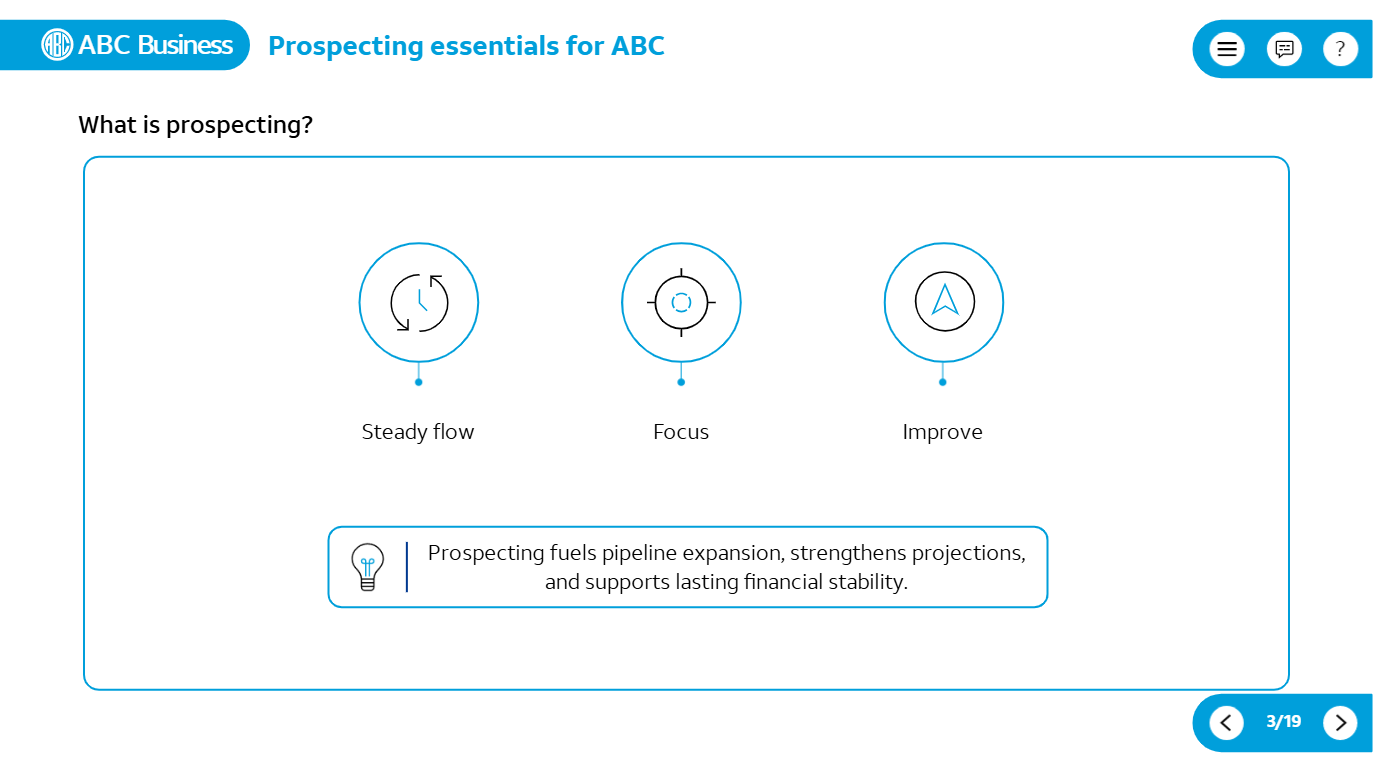 ABC ABC Business
Prospecting essentials for ABC
?
What is prospecting?
Steady flow
Focus
Improve
Prospecting fuels pipeline expansion, strengthens projections,
and supports lasting financial stability.
3/19